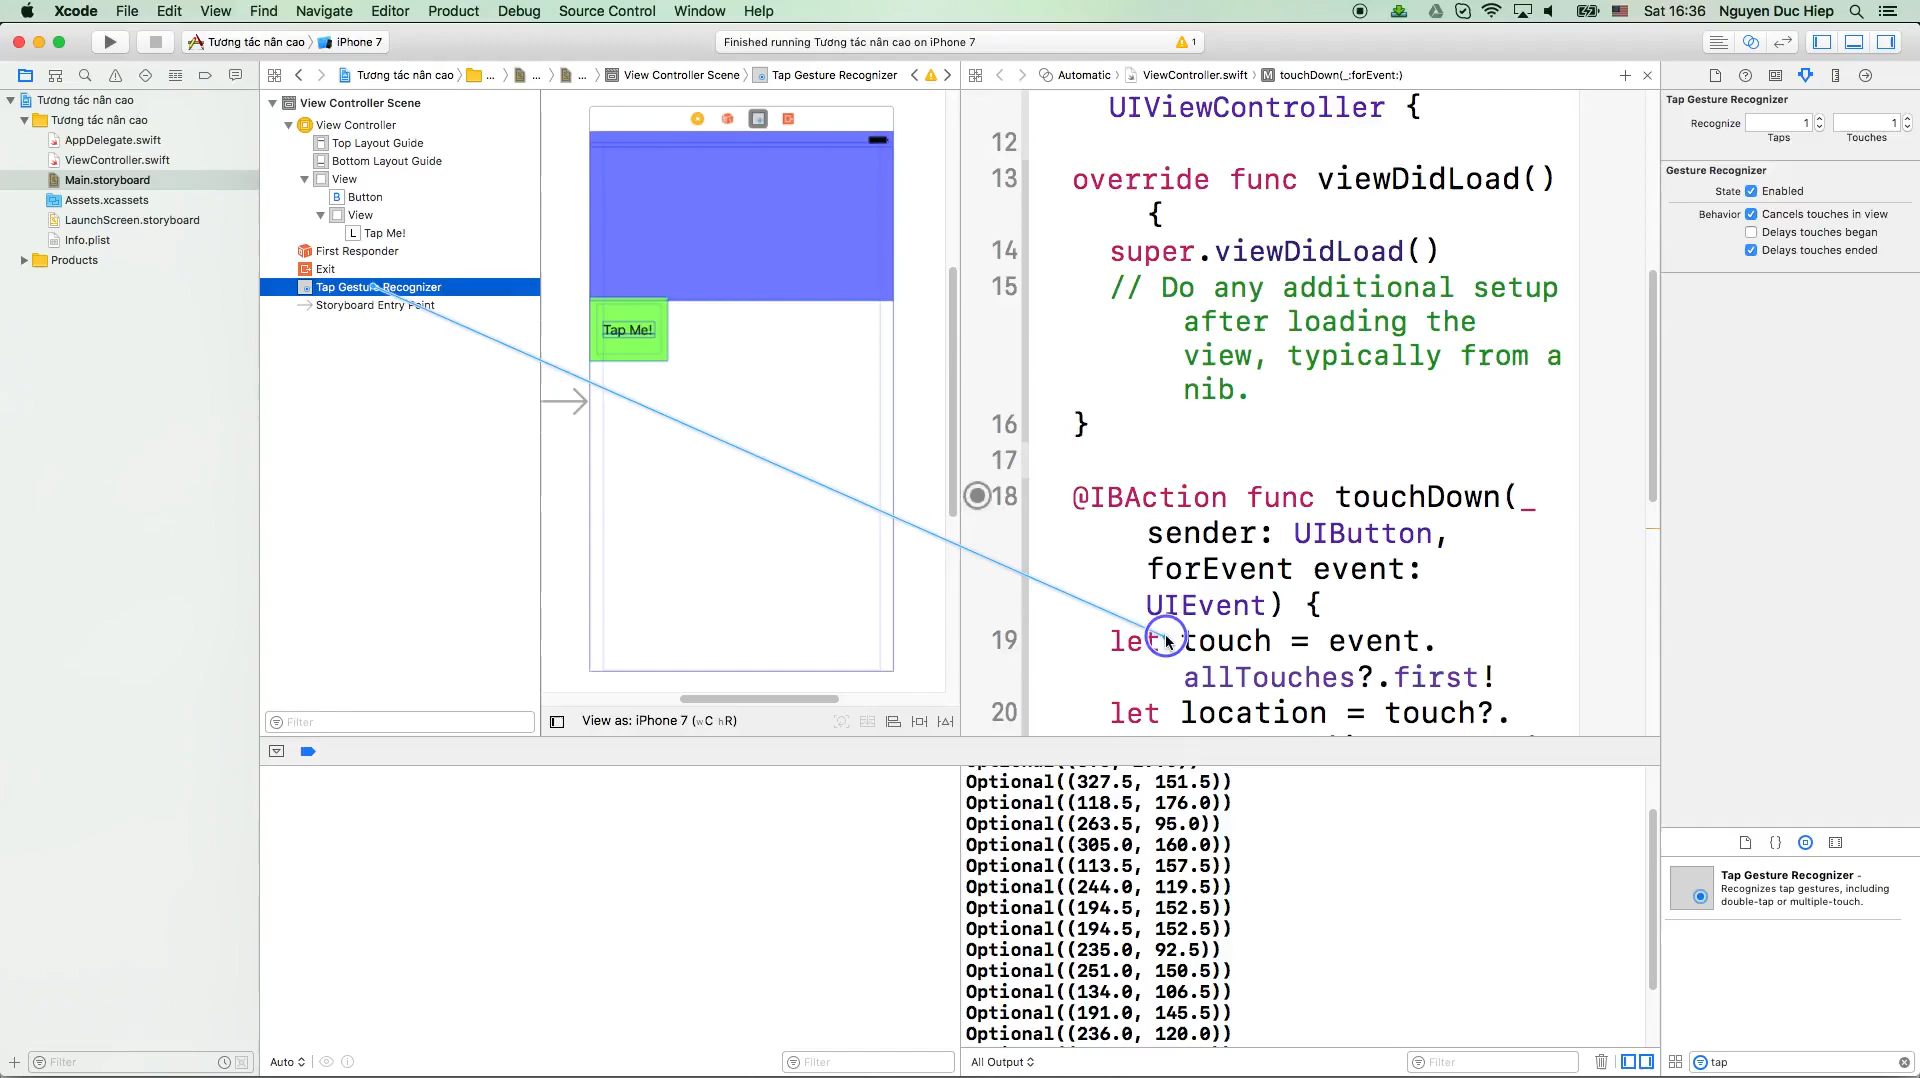 Xcode File Edit View Find Navigate Editor Product Debug Source Control Window Help Sat 16:36 Nguyen Duc Hiep
Tương tác nân cao iPhone 7
Finished running Tương tác nân cao on iPhone 7
1
Tương tác nân cao ... ... ... View Controller Scene Tap Gesture Recognizer
Automatic ViewController.swift M touchDown(_:forEvent:)
Tương tác nân cao
Tương tác nân cao
AppDelegate.swift
ViewController.swift
Main.storyboard
Assets.xcassets
LaunchScreen.storyboard
Info.plist
Products
View Controller Scene
View Controller
Top Layout Guide
Bottom Layout Guide
View
B Button
View
L Tap Me!
First Responder
Exit
Tap Gesture Recognizer
Storyboard Entry Point
Filter
Tap Me!
View as: iPhone 7 (wC hR)
UIViewController {
12
13 override func viewDidLoad()
{
14 super.viewDidLoad()
15 // Do any additional setup
after loading the
view, typically from a
nib.
16 }
17
18 @IBAction func touchDown(_
sender: UIButton,
forEvent event:
UIEvent) {
19 let touch = event.
allTouches?.first!
20 let location = touch?.
Tap Gesture Recognizer
Recognize 1 1
Taps Touches
Gesture Recognizer
State Enabled
Behavior Cancels touches in view
Delays touches began
Delays touches ended
Optional((327.5, 151.5))
Optional((118.5, 176.0))
Optional((263.5, 95.0))
Optional((305.0, 160.0))
Optional((113.5, 157.5))
Optional((244.0, 119.5))
Optional((194.5, 152.5))
Optional((194.5, 152.5))
Optional((235.0, 92.5))
Optional((251.0, 150.5))
Optional((134.0, 106.5))
Optional((191.0, 145.5))
Optional((236.0, 120.0))
Tap Gesture Recognizer -
Recognizes tap gestures, including
double-tap or multiple-touch.
Filter
Auto
Filter
All Output
Filter
tap